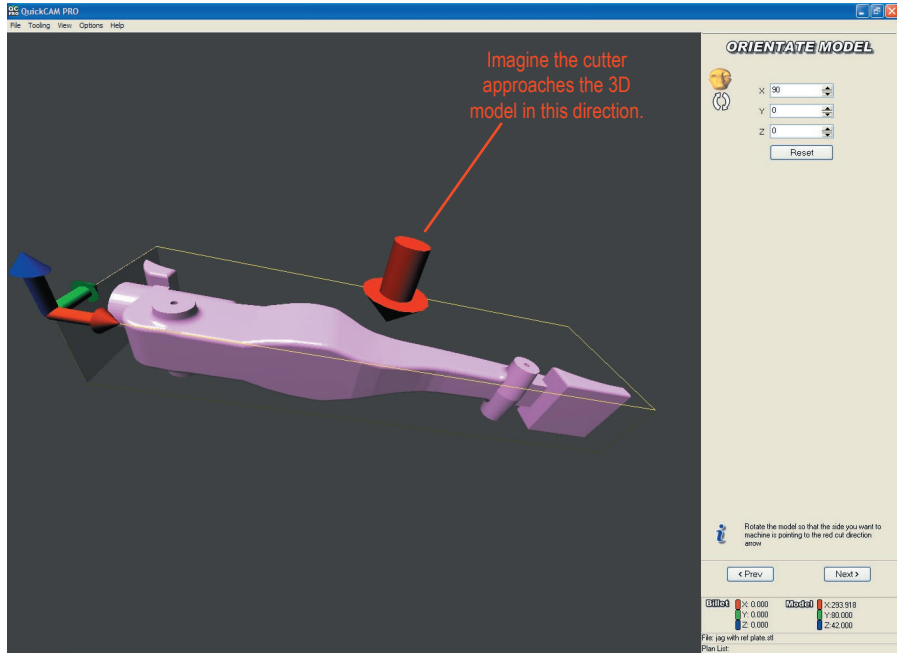 QC PRO QuickCAM PRO
File Tooling View Options Help
Imagine the cutter
approaches the 3D
model in this direction.
ORIENTATE MODEL
X 90
Y 0
Z 0
Reset
Rotate the model so that the side you want to
machine is pointing to the red cut direction
arrow
< Prev Next >
Billet X: 0.000 Model X:293.918
Y: 0.000 Y:80.000
Z: 0.000 Z:42.000
File: jag with ref plate.stl
Plan List: